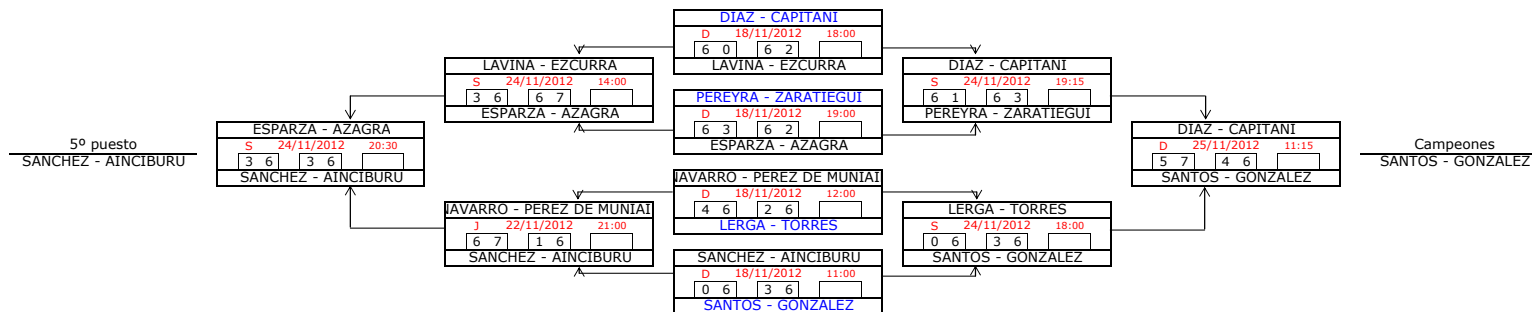 DIAZ - CAPITANI
D 18/11/2012 18:00
6 0 6 2
LAVINA - EZCURRA
LAVINA - EZCURRA
S 24/11/2012 14:00
3 6 6 7
ESPARZA - AZAGRA
DIAZ - CAPITANI
S 24/11/2012 19:15
6 1 6 3
PEREYRA - ZARATIEGUI
PEREYRA - ZARATIEGUI
D 18/11/2012 19:00
6 3 6 2
ESPARZA - AZAGRA
5º puesto
SANCHEZ - AINCIBURU
ESPARZA - AZAGRA
S 24/11/2012 20:30
3 6 3 6
SANCHEZ - AINCIBURU
DIAZ - CAPITANI
D 25/11/2012 11:15
5 7 4 6
SANTOS - GONZALEZ
Campeones
SANTOS - GONZALEZ
NAVARRO - PEREZ DE MUNIAI
D 18/11/2012 12:00
4 6 2 6
LERGA - TORRES
NAVARRO - PEREZ DE MUNIAI
J 22/11/2012 21:00
6 7 1 6
SANCHEZ - AINCIBURU
LERGA - TORRES
S 24/11/2012 18:00
0 6 3 6
SANTOS - GONZALEZ
SANCHEZ - AINCIBURU
D 18/11/2012 11:00
0 6 3 6
SANTOS - GONZALEZ